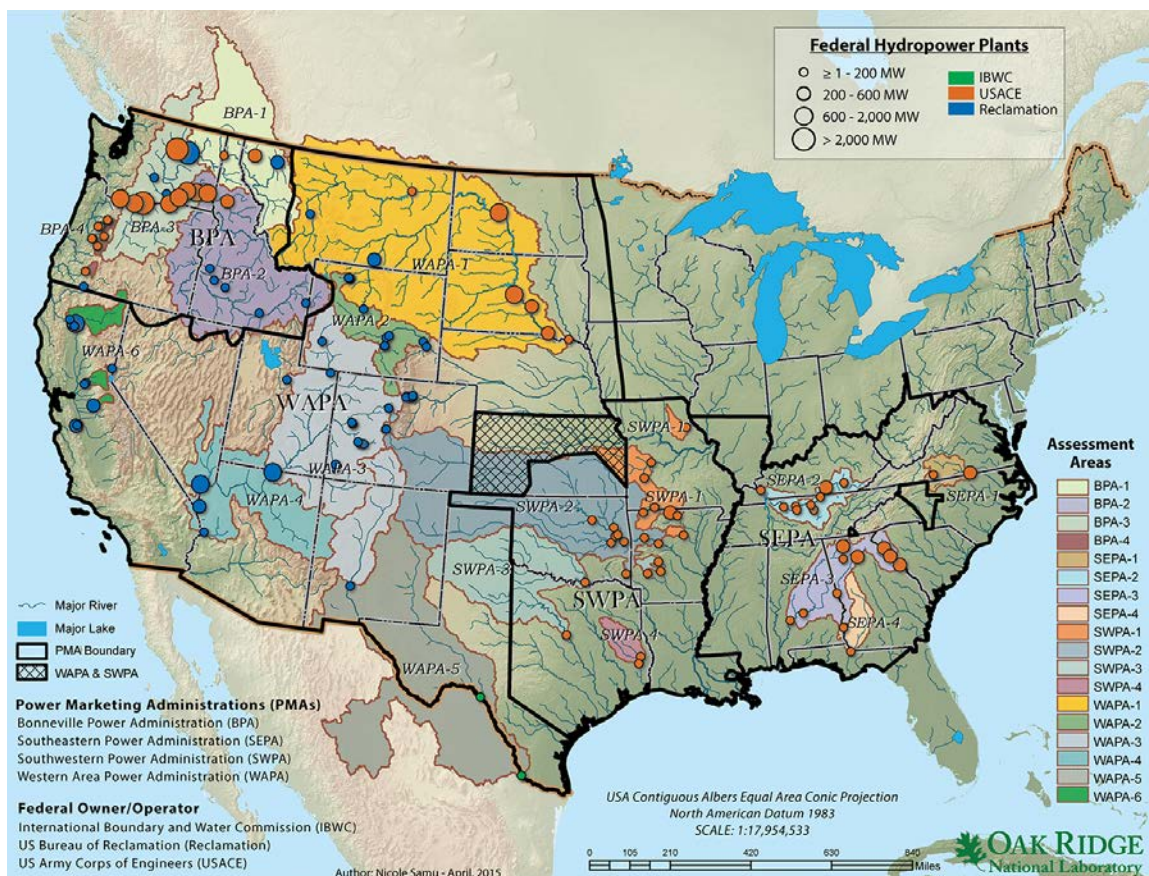 Federal Hydropower Plants
≥ 1 - 200 MW
200 - 600 MW
600 - 2,000 MW
> 2,000 MW
IBWC
USACE
Reclamation
BPA-1
BPA-4
BPA-3
BPA
BPA-2
WAPA-1
WAPA-2
WAPA-6
WAPA
WAPA-3
WAPA-4
SWPA-1
SWPA-1
SWPA-2
SWPA-3
SWPA
SWPA-4
WAPA-5
SEPA-2
SEPA-1
SEPA
SEPA-3
SEPA-4
Assessment
Areas
BPA-1
BPA-2
BPA-3
BPA-4
SEPA-1
SEPA-2
SEPA-3
SEPA-4
SWPA-1
SWPA-2
SWPA-3
SWPA-4
WAPA-1
WAPA-2
WAPA-3
WAPA-4
WAPA-5
WAPA-6
Major River
Major Lake
PMA Boundary
WAPA & SWPA
Power Marketing Administrations (PMAs)
Bonneville Power Administration (BPA)
Southeastern Power Administration (SEPA)
Southwestern Power Administration (SWPA)
Western Area Power Administration (WAPA)
Federal Owner/Operator
International Boundary and Water Commission (IBWC)
US Bureau of Reclamation (Reclamation)
US Army Corps of Engineers (USACE)
Author: Nicole Samu - April, 2015
USA Contiguous Albers Equal Area Conic Projection
North American Datum 1983
SCALE: 1:17,954,533
0 105 210 420 630 840
Miles
OAK RIDGE
National Laboratory